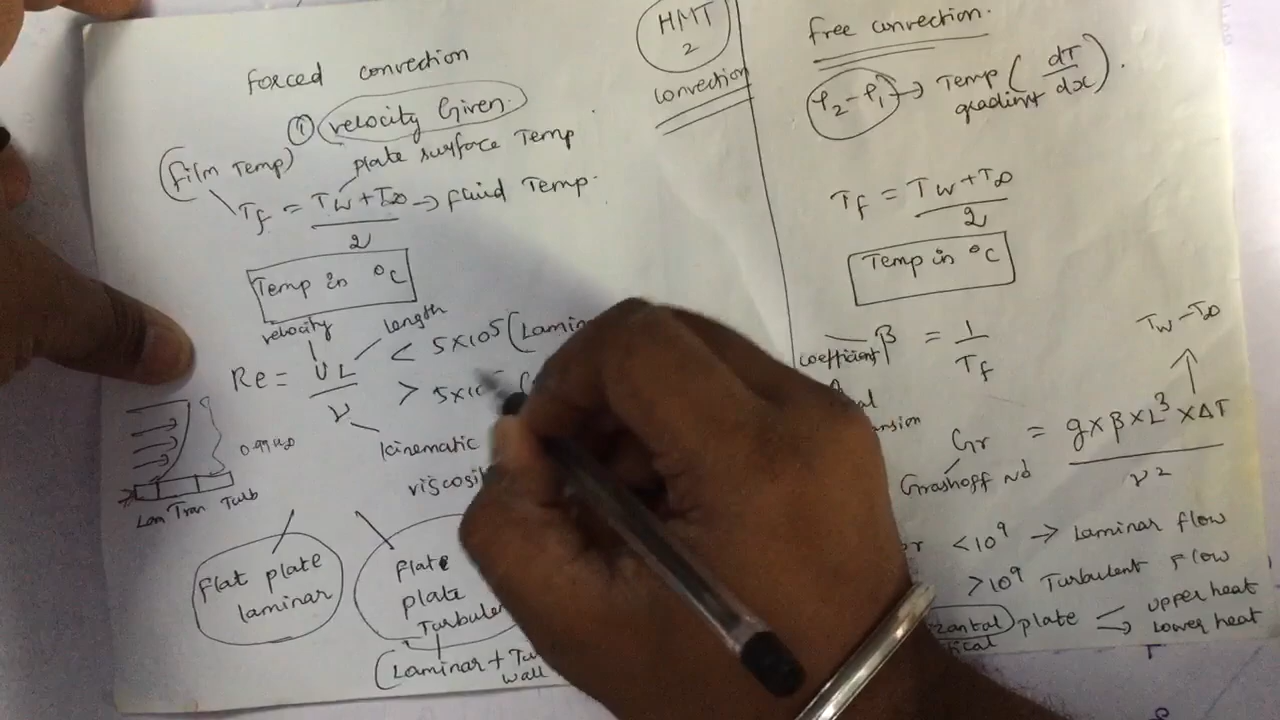 HMT
2
convection
Forced convection
① velocity Given.
(film Temp)
plate surface Temp
Tf = Tw + T∞ → fluid Temp.
2
Temp in °C
velocity
length
Re = UL
ν
< 5×10⁵ (Lamin
> 5×10
kinematic
viscosi
0.99 u∞
Lam Tran Turb
flat plate
laminar
flate
plate
Turbule
(Laminar + Tu
wall
free convection.
ρ2 - ρ1 → Temp (dT/dx).
gradient
Tf = Tw + T∞
2
Temp in °C
coefficient β = 1
Tf
Tw - T∞
Gr = g×β×L³×ΔT
ν²
Grashoff No
<10⁹ → Laminar flow
>10⁹ Turbulent Flow
plate
upper heat
lower heat